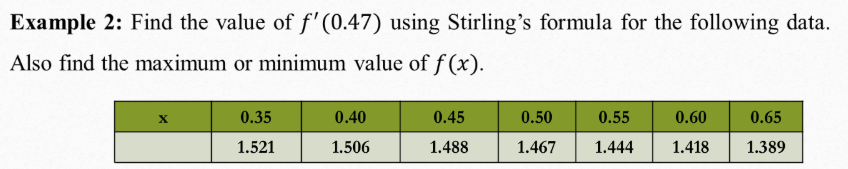 Example 2: Find the value of f′(0.47) using Stirling's formula for the following data.
Also find the maximum or minimum value of f(x).
x 0.35 0.40 0.45 0.50 0.55 0.60 0.65
1.521 1.506 1.488 1.467 1.444 1.418 1.389